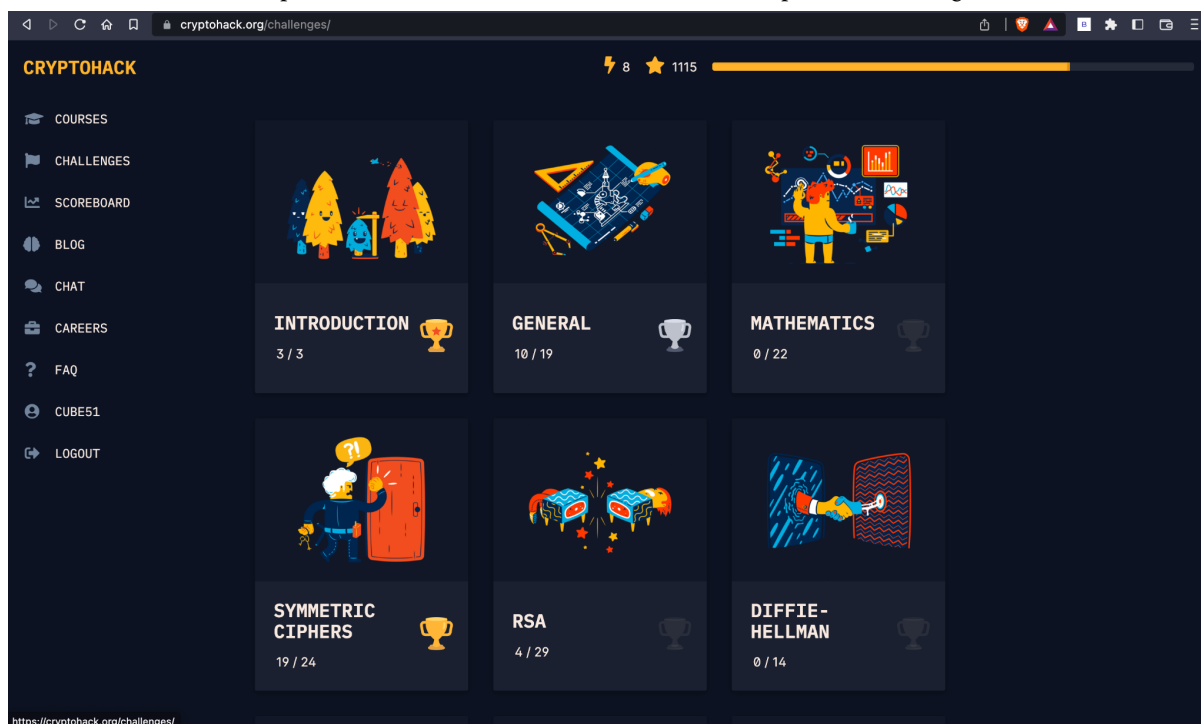 cryptohack.org/challenges/
CRYPTOHACK
8 1115
COURSES
CHALLENGES
SCOREBOARD
BLOG
CHAT
CAREERS
? FAQ
CUBE51
LOGOUT
INTRODUCTION
3 / 3
GENERAL
10 / 19
MATHEMATICS
0 / 22
?!
SYMMETRIC
CIPHERS
19 / 24
RSA
4 / 29
DIFFIE-
HELLMAN
0 / 14
https://cryptohack.org/challenges/